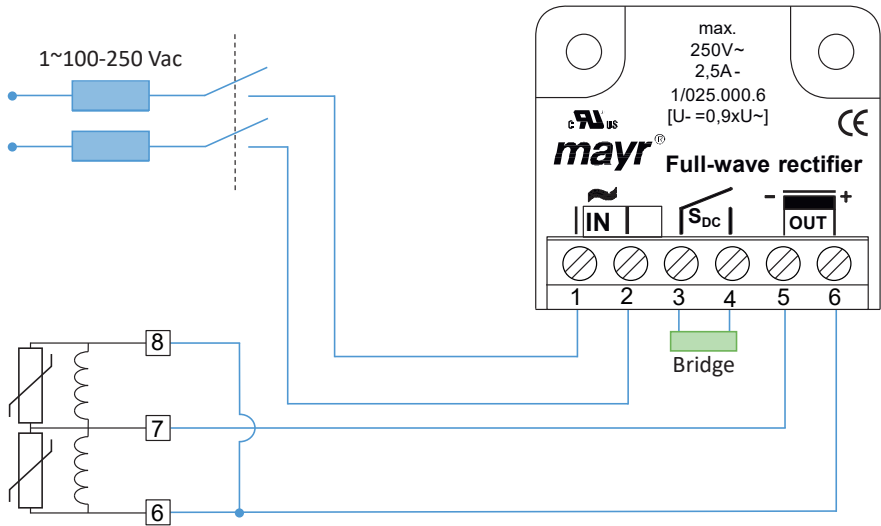 1~100-250 Vac
max.
250V~
2,5A-
1/025.000.6
[U- =0,9xU~]
c RU US
CE
mayr®
Full-wave rectifier
~
- +
IN
SDC
OUT
1 2 3 4 5 6
Bridge
8
7
6